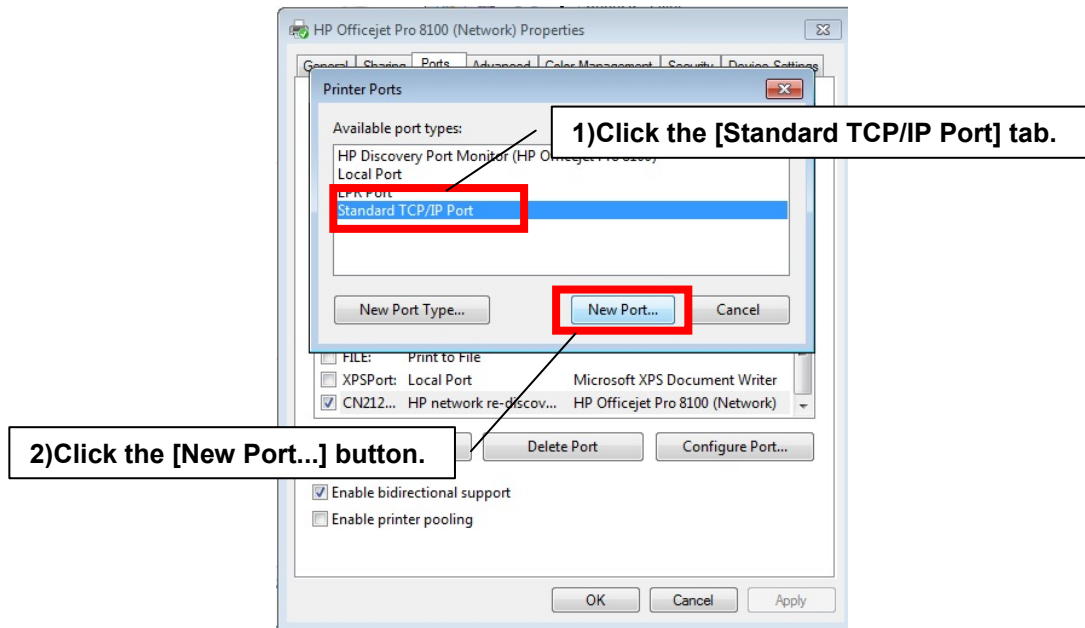 HP Officejet Pro 8100 (Network) Properties
General Sharing Ports Advanced Color Management Security Device Settings
Printer Ports
Available port types:
1)Click the [Standard TCP/IP Port] tab.
HP Discovery Port Monitor (HP Officejet Pro 8100)
Local Port
LPR Port
Standard TCP/IP Port
New Port Type...
New Port...
Cancel
FILE: Print to File
XPSPort: Local Port Microsoft XPS Document Writer
CN212... HP network re-discov... HP Officejet Pro 8100 (Network)
2)Click the [New Port...] button.
Delete Port
Configure Port...
Enable bidirectional support
Enable printer pooling
OK
Cancel
Apply